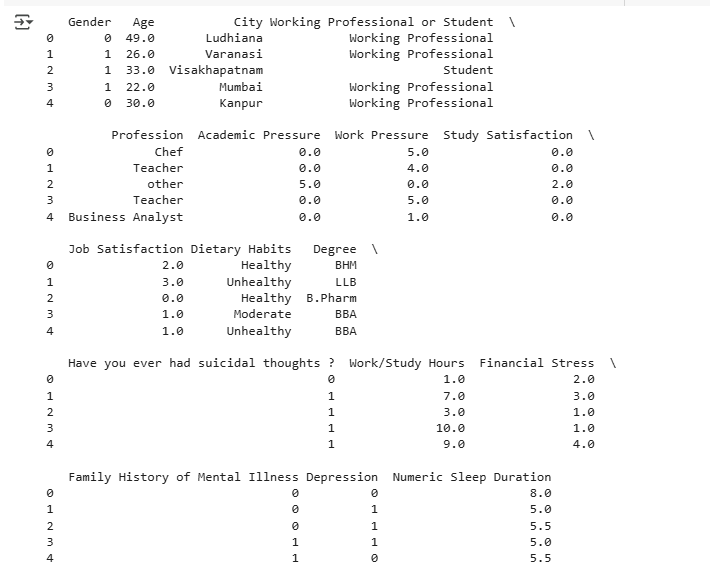 Gender Age City Working Professional or Student \
0 0 49.0 Ludhiana Working Professional
1 1 26.0 Varanasi Working Professional
2 1 33.0 Visakhapatnam Student
3 1 22.0 Mumbai Working Professional
4 0 30.0 Kanpur Working Professional
Profession Academic Pressure Work Pressure Study Satisfaction \
0 Chef 0.0 5.0 0.0
1 Teacher 0.0 4.0 0.0
2 other 5.0 0.0 2.0
3 Teacher 0.0 5.0 0.0
4 Business Analyst 0.0 1.0 0.0
Job Satisfaction Dietary Habits Degree \
0 2.0 Healthy BHM
1 3.0 Unhealthy LLB
2 0.0 Healthy B.Pharm
3 1.0 Moderate BBA
4 1.0 Unhealthy BBA
Have you ever had suicidal thoughts ? Work/Study Hours Financial Stress \
0 0 1.0 2.0
1 1 7.0 3.0
2 1 3.0 1.0
3 1 10.0 1.0
4 1 9.0 4.0
Family History of Mental Illness Depression Numeric Sleep Duration
0 0 0 8.0
1 0 1 5.0
2 0 1 5.5
3 1 1 5.0
4 1 0 5.5